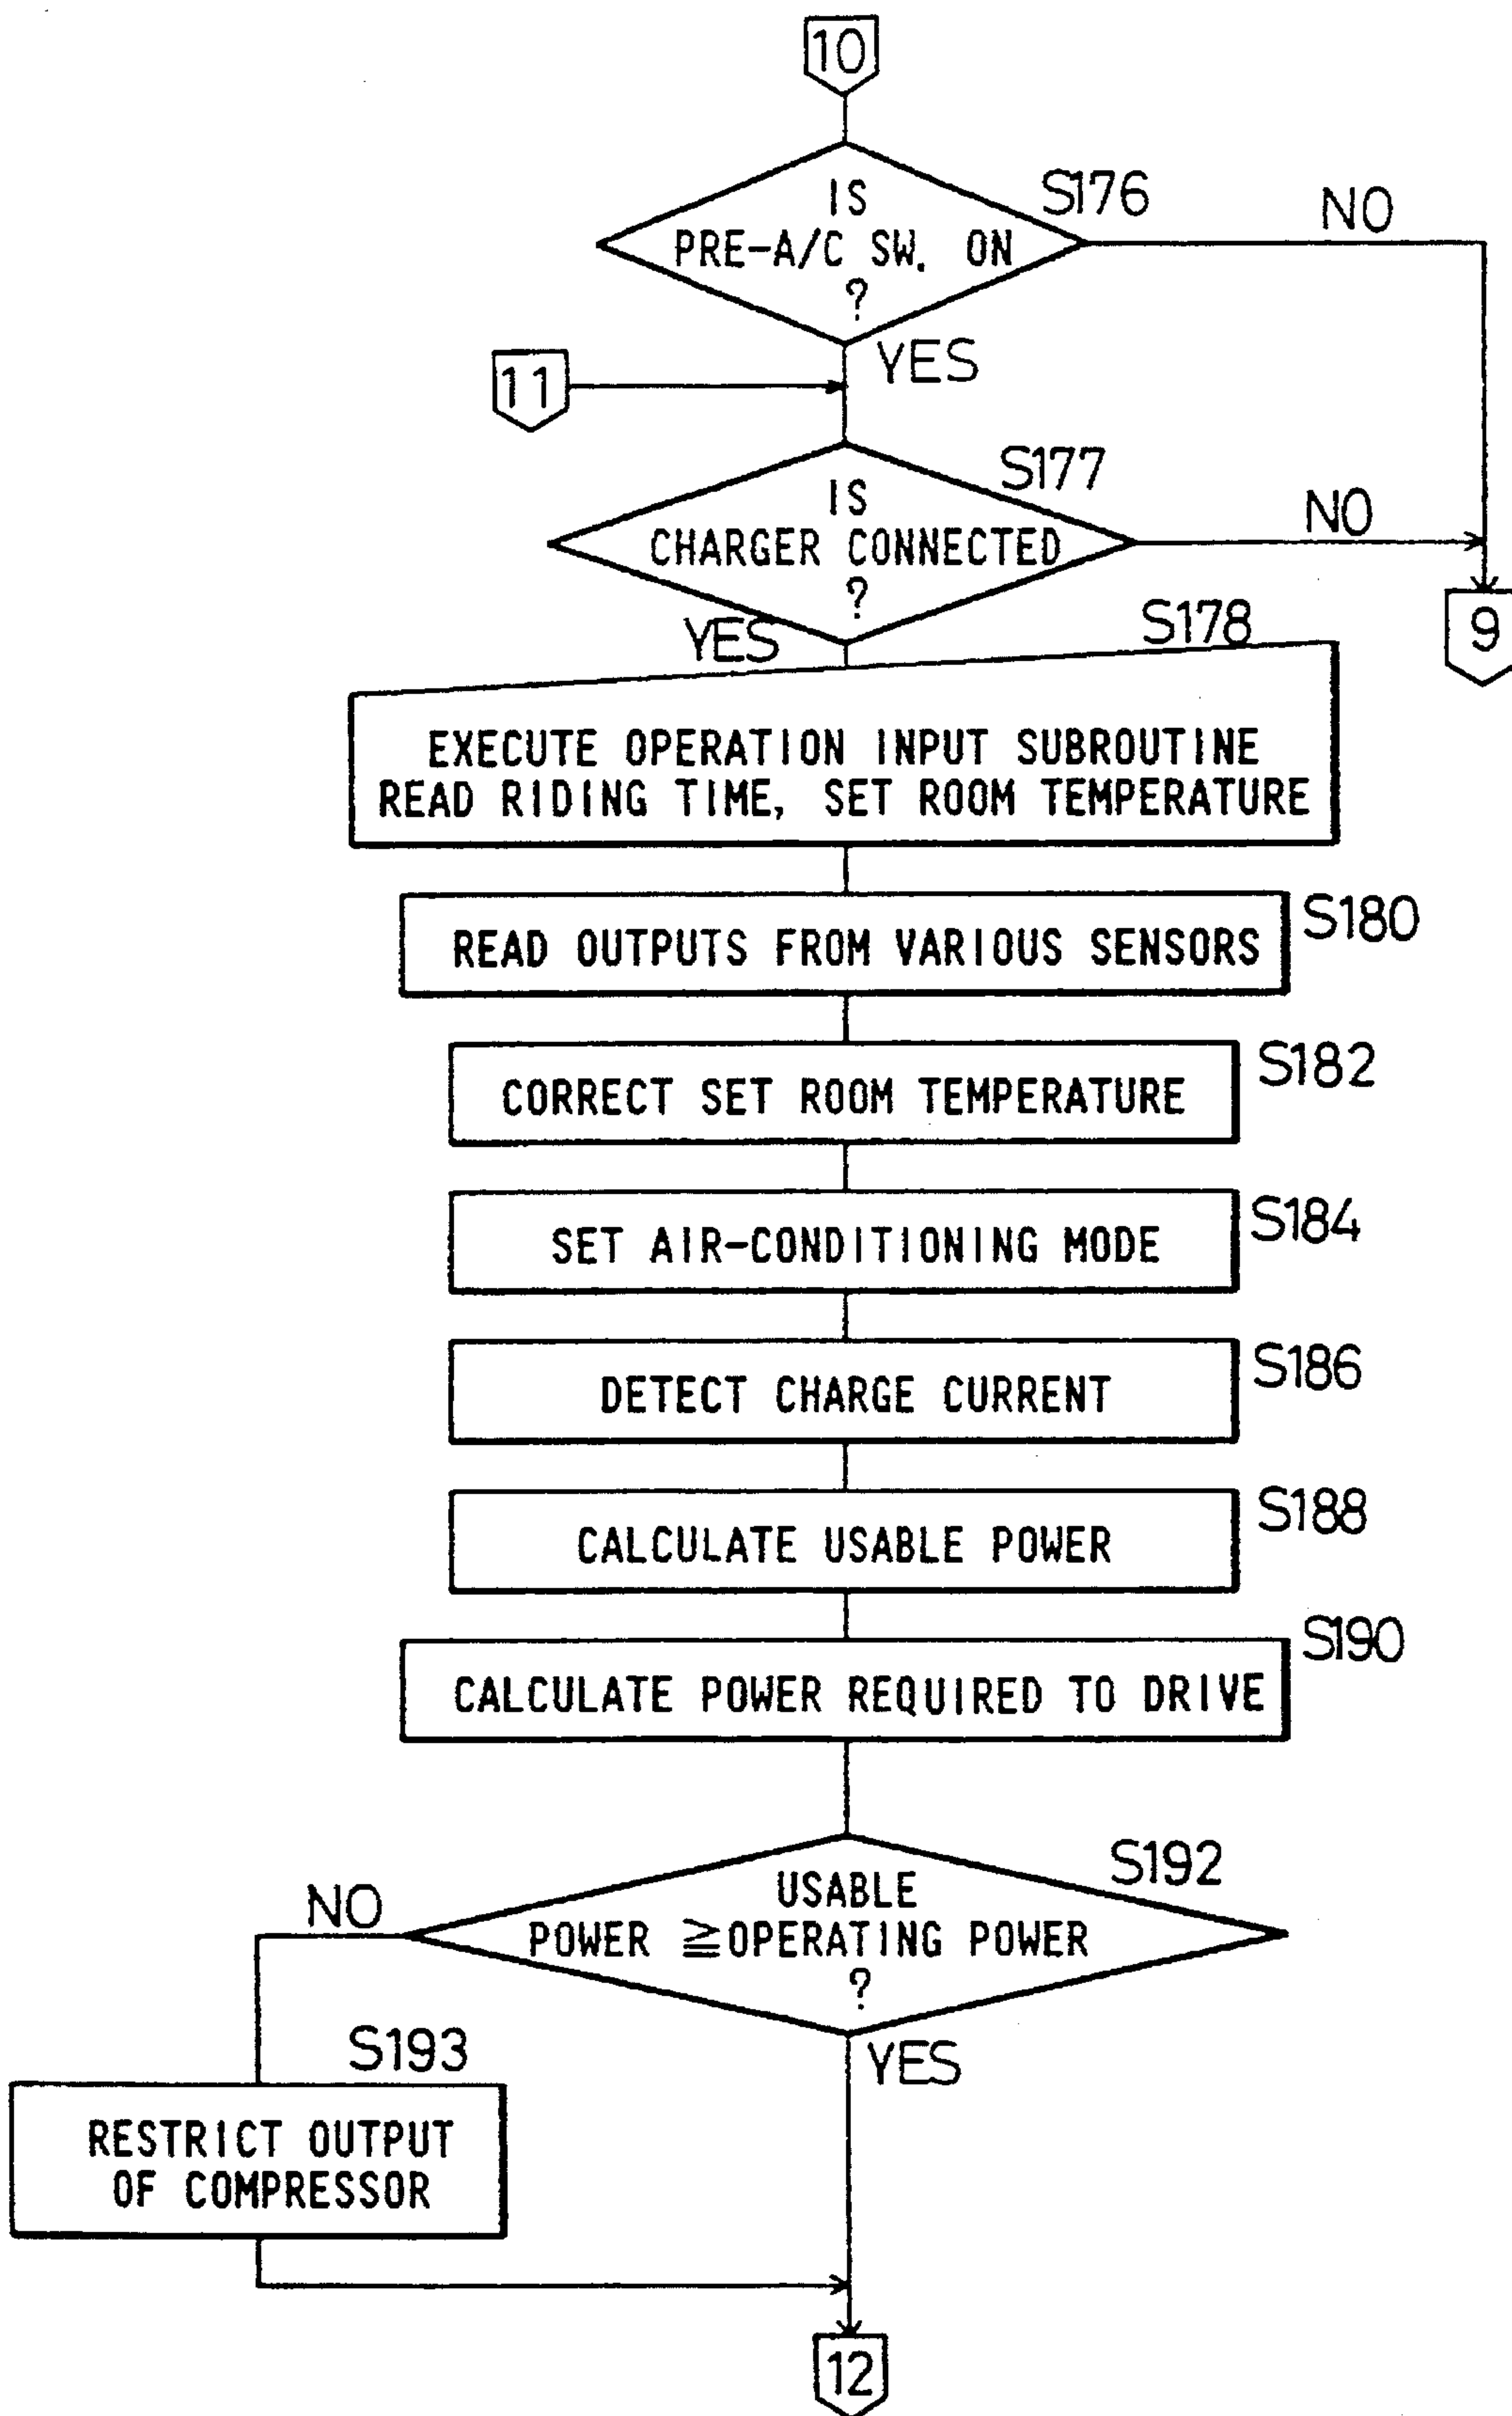 10
IS
PRE-A/C SW. ON
?
S176
NO
YES
11
IS
CHARGER CONNECTED
?
S177
NO
YES
9
S178
EXECUTE OPERATION INPUT SUBROUTINE
READ RIDING TIME, SET ROOM TEMPERATURE
READ OUTPUTS FROM VARIOUS SENSORS
S180
CORRECT SET ROOM TEMPERATURE
S182
SET AIR-CONDITIONING MODE
S184
DETECT CHARGE CURRENT
S186
CALCULATE USABLE POWER
S188
CALCULATE POWER REQUIRED TO DRIVE
S190
USABLE
POWER ≧OPERATING POWER
?
S192
NO
YES
S193
RESTRICT OUTPUT
OF COMPRESSOR
12